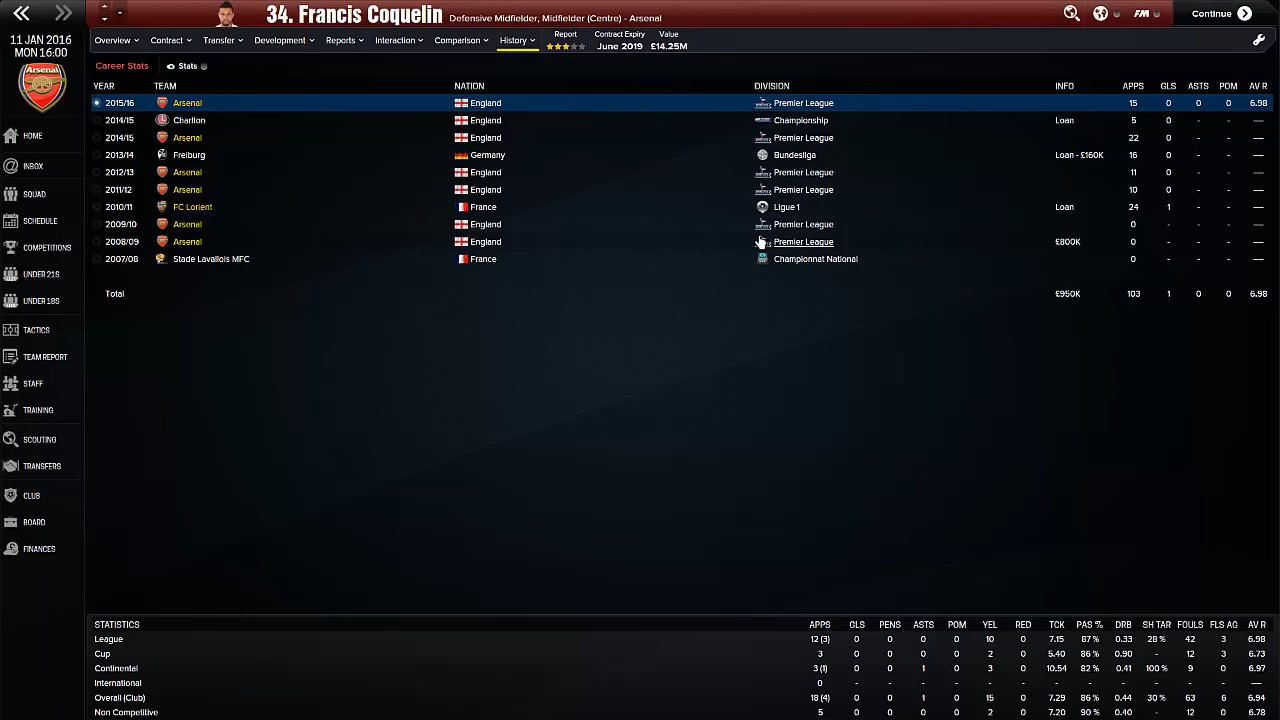 34. Francis Coquelin Defensive Midfielder, Midfielder (Centre) - Arsenal
FM
Continue
11 JAN 2016
MON 16:00
Arsenal
Overview Contract Transfer Development Reports Interaction Comparison History
Report
Contract Expiry June 2019
Value £14.25M
Career Stats Stats
YEAR TEAM NATION DIVISION INFO APPS GLS ASTS POM AV R
2015/16 Arsenal England Premier League 15 0 0 0 6.98
2014/15 Charlton England Championship Loan 5 0 - - ---
2014/15 Arsenal England Premier League 22 0 - - ---
2013/14 Freiburg Germany Bundesliga Loan - £160K 16 0 - - ---
2012/13 Arsenal England Premier League 11 0 - - ---
2011/12 Arsenal England Premier League 10 0 - - ---
2010/11 FC Lorient France Ligue 1 Loan 24 1 - - ---
2009/10 Arsenal England Premier League 0 0 - - ---
2008/09 Arsenal England Premier League £800K 0 - - - ---
2007/08 Stade Lavallois MFC France Championnat National 0 - - - ---
Total £950K 103 1 0 0 6.98
HOME
INBOX
SQUAD
SCHEDULE
COMPETITIONS
UNDER 21S
UNDER 18S
TACTICS
TEAM REPORT
STAFF
TRAINING
SCOUTING
TRANSFERS
CLUB
BOARD
FINANCES
STATISTICS APPS GLS PENS ASTS POM YEL RED TCK PAS % DRB SH TAR FOULS FLS AG AV R
League 12 (3) 0 0 0 0 10 0 7.15 87 % 0.33 28 % 42 3 6.98
Cup 3 0 0 0 0 2 0 5.40 86 % 0.90 - 12 3 6.73
Continental 3 (1) 0 0 1 0 3 0 10.54 82 % 0.41 100 % 9 0 6.97
International 0 - - - - - - - - - - - - ---
Overall (Club) 18 (4) 0 0 1 0 15 0 7.29 86 % 0.44 30 % 63 6 6.94
Non Competitive 5 0 0 0 0 2 0 7.20 90 % 0.40 - 12 0 6.78